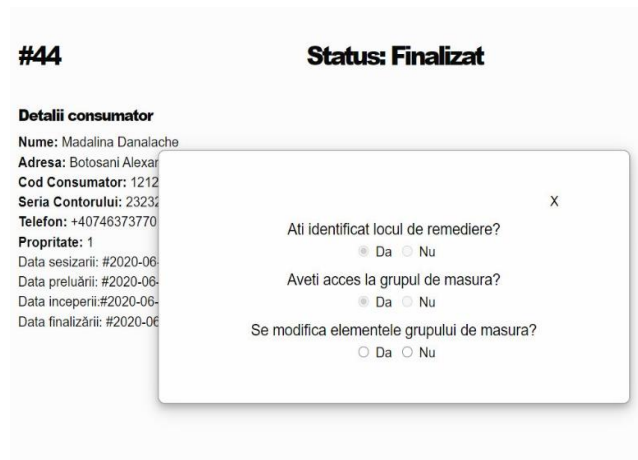 #44
Status: Finalizat
Detalii consumator
Nume: Madalina Danalache
Adresa: Botosani Alexan
Cod Consumator: 1212
Seria Contorului: 23232
Telefon: +40746373770
Propritate: 1
Data sesizarii: #2020-06-
Data preluării: #2020-06-
Data inceperii:#2020-06-
Data finalizării: #2020-06
X
Ati identificat locul de remediere?
Da Nu
Aveti acces la grupul de masura?
Da Nu
Se modifica elementele grupului de masura?
Da Nu